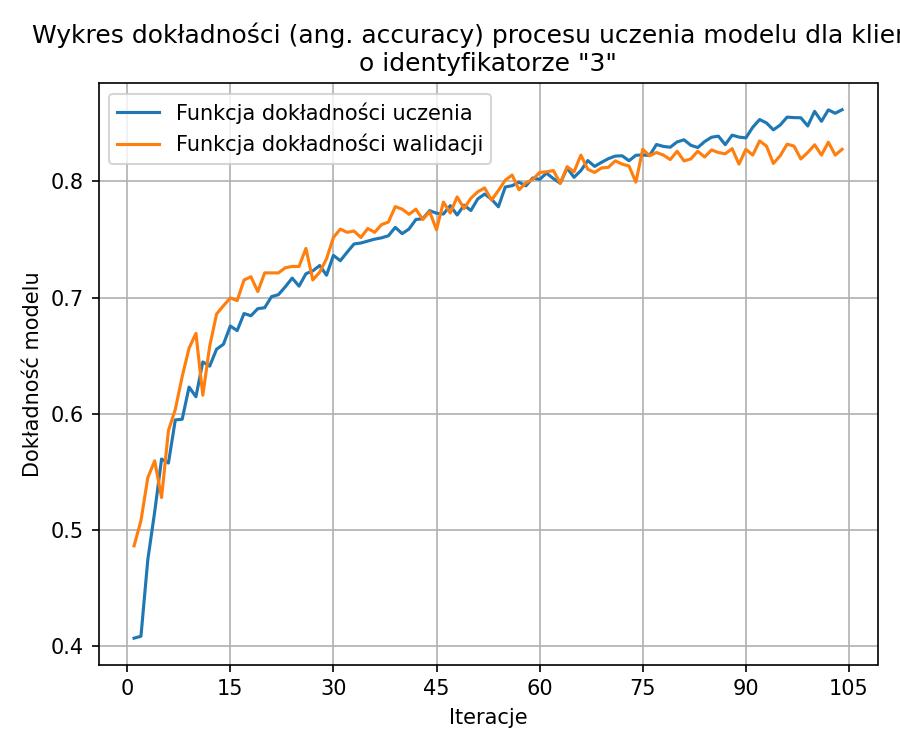 Wykres dokładności (ang. accuracy) procesu uczenia modelu dla
o identyfikatorze "3"
Funkcja dokładności uczenia
Funkcja dokładności walidacji
Dokładność modelu
0.8
0.7
0.6
0.5
0.4
0 15 30 45 60 75 90 105
Iteracje